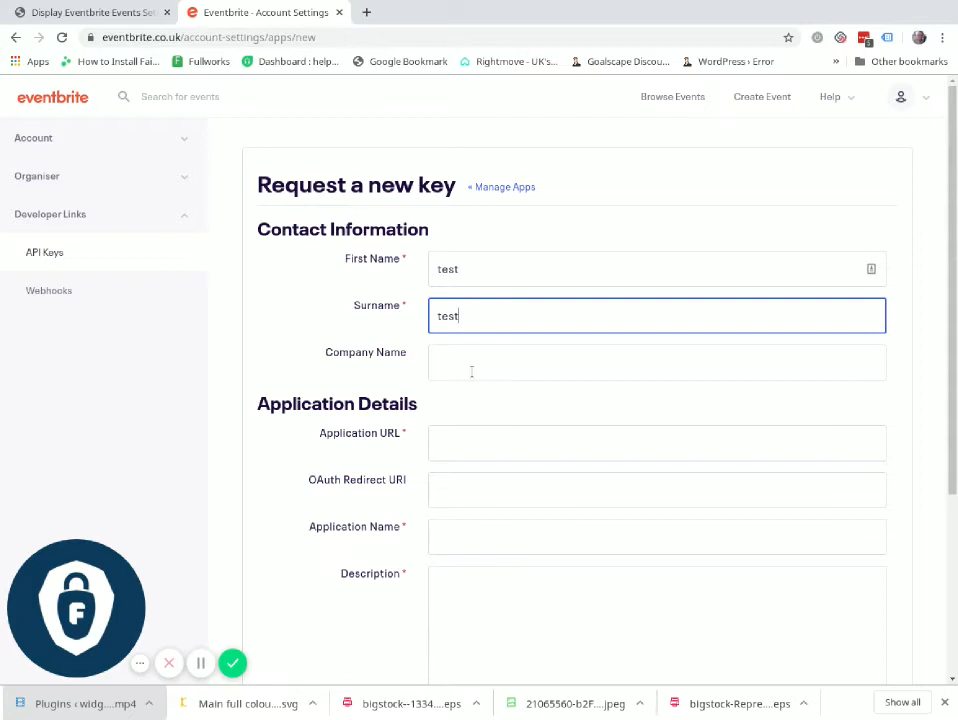 Display Eventbrite Events Set
Eventbrite - Account Settings
eventbrite.co.uk/account-settings/apps/new
Apps
How to Install Fai...
Fullworks
Dashboard : help...
Google Bookmark
Rightmove - UK's...
Goalscape Discou...
WordPress › Error
»
Other bookmarks
eventbrite
Search for events
Browse Events
Create Event
Help
Account
Organiser
Developer Links
API Keys
Webhooks
Request a new key
« Manage Apps
Contact Information
First Name *
test
Surname *
test
Company Name
Application Details
Application URL *
OAuth Redirect URI
Application Name *
Description *
F
Plugins ‹ widg....mp4
Main full colou....svg
bigstock--1334....eps
21065560-b2F....jpeg
bigstock-Repre....eps
Show all